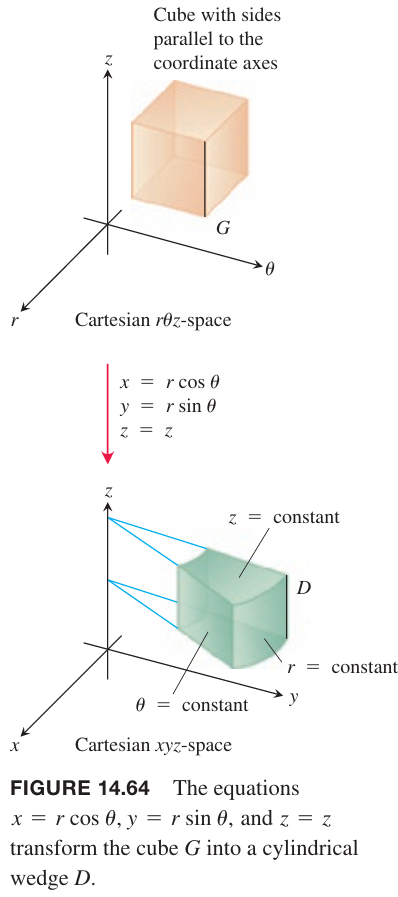 Cube with sides
parallel to the
coordinate axes
z
G
θ
r
Cartesian rθz-space
x = r cos θ
y = r sin θ
z = z
z
z = constant
D
r = constant
θ = constant
y
x
Cartesian xyz-space
FIGURE 14.64 The equations
x = r cos θ, y = r sin θ, and z = z
transform the cube G into a cylindrical
wedge D.